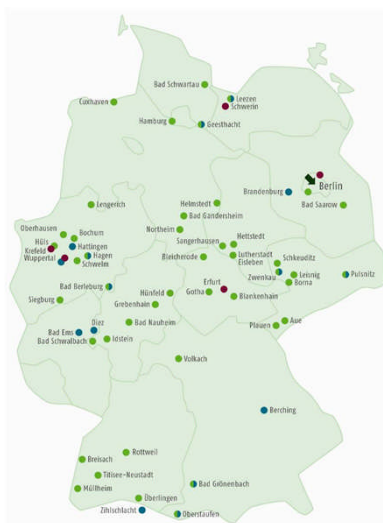 Bad Schwartau
Leezen
Schwerin
Cuxhaven
Hamburg
Geesthacht
Berlin
Brandenburg
Bad Saarow
Lengerich
Helmstedt
Bad Gandersheim
Oberhausen
Bochum
Northeim
Hettstedt
Sangerhausen
Hüls
Hattingen
Krefeld
Hagen
Wuppertal
Schwelm
Bleicherode
Lutherstadt
Eisleben
Schkeuditz
Zwenkau
Leisnig
Borna
Pulsnitz
Bad Berleburg
Erfurt
Hünfeld
Gotha
Blankenhain
Siegburg
Grebenhain
Diez
Bad Nauheim
Aue
Plauen
Bad Ems
Bad Schwalbach
Idstein
Volkach
Berching
Rottweil
Breisach
Titisee-Neustadt
Müllheim
Bad Grönenbach
Überlingen
Zihlschlacht
Oberstaufen